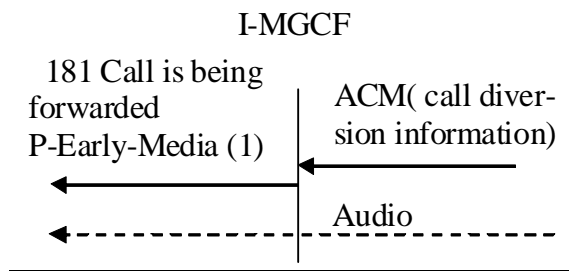 I-MGCF
181 Call is being
forwarded
P-Early-Media (1)
ACM( call diver-
sion information)
Audio